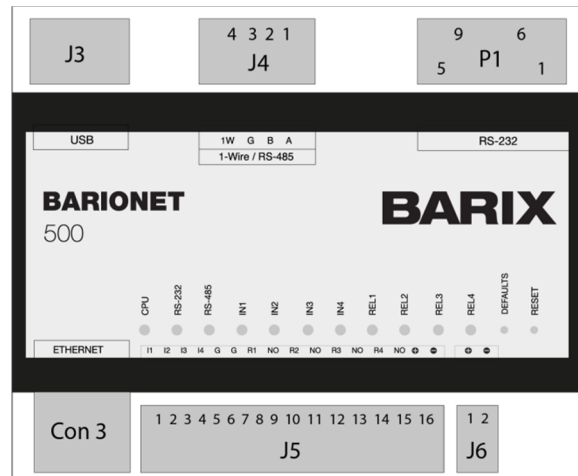 J3
4 3 2 1
J4
9 6
5 P1 1
USB
1W G B A
1-Wire / RS-485
RS-232
BARIONET
500
BARIX
CPU
RS-232
RS-485
IN1
IN2
IN3
IN4
REL1
REL2
REL3
REL4
DEFAULTS
RESET
ETHERNET
I1 I2 I3 I4 G G R1 NO R2 NO R3 NO R4 NO + - + -
Con 3
1 2 3 4 5 6 7 8 9 10 11 12 13 14 15 16
J5
1 2
J6